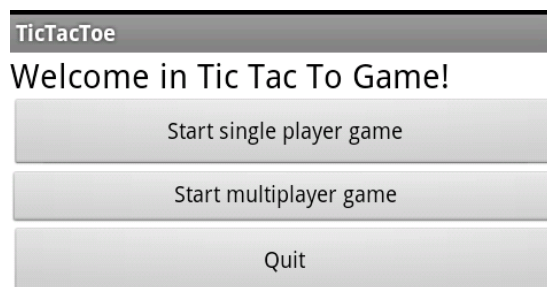 TicTacToe
Welcome in Tic Tac To Game!
Start single player game
Start multiplayer game
Quit